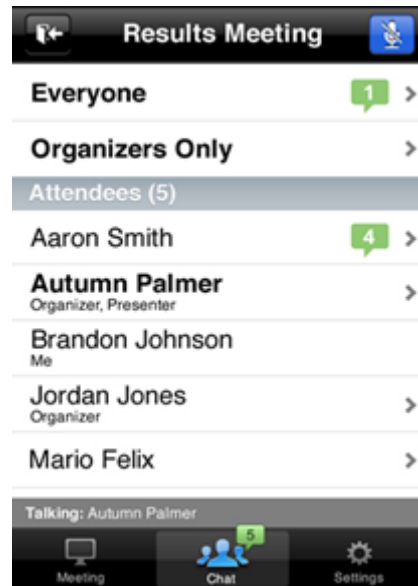 Results Meeting
Everyone 1
Organizers Only
Attendees (5)
Aaron Smith 4
Autumn Palmer
Organizer, Presenter
Brandon Johnson
Me
Jordan Jones
Organizer
Mario Felix
Talking: Autumn Palmer
5
Meeting Chat Settings